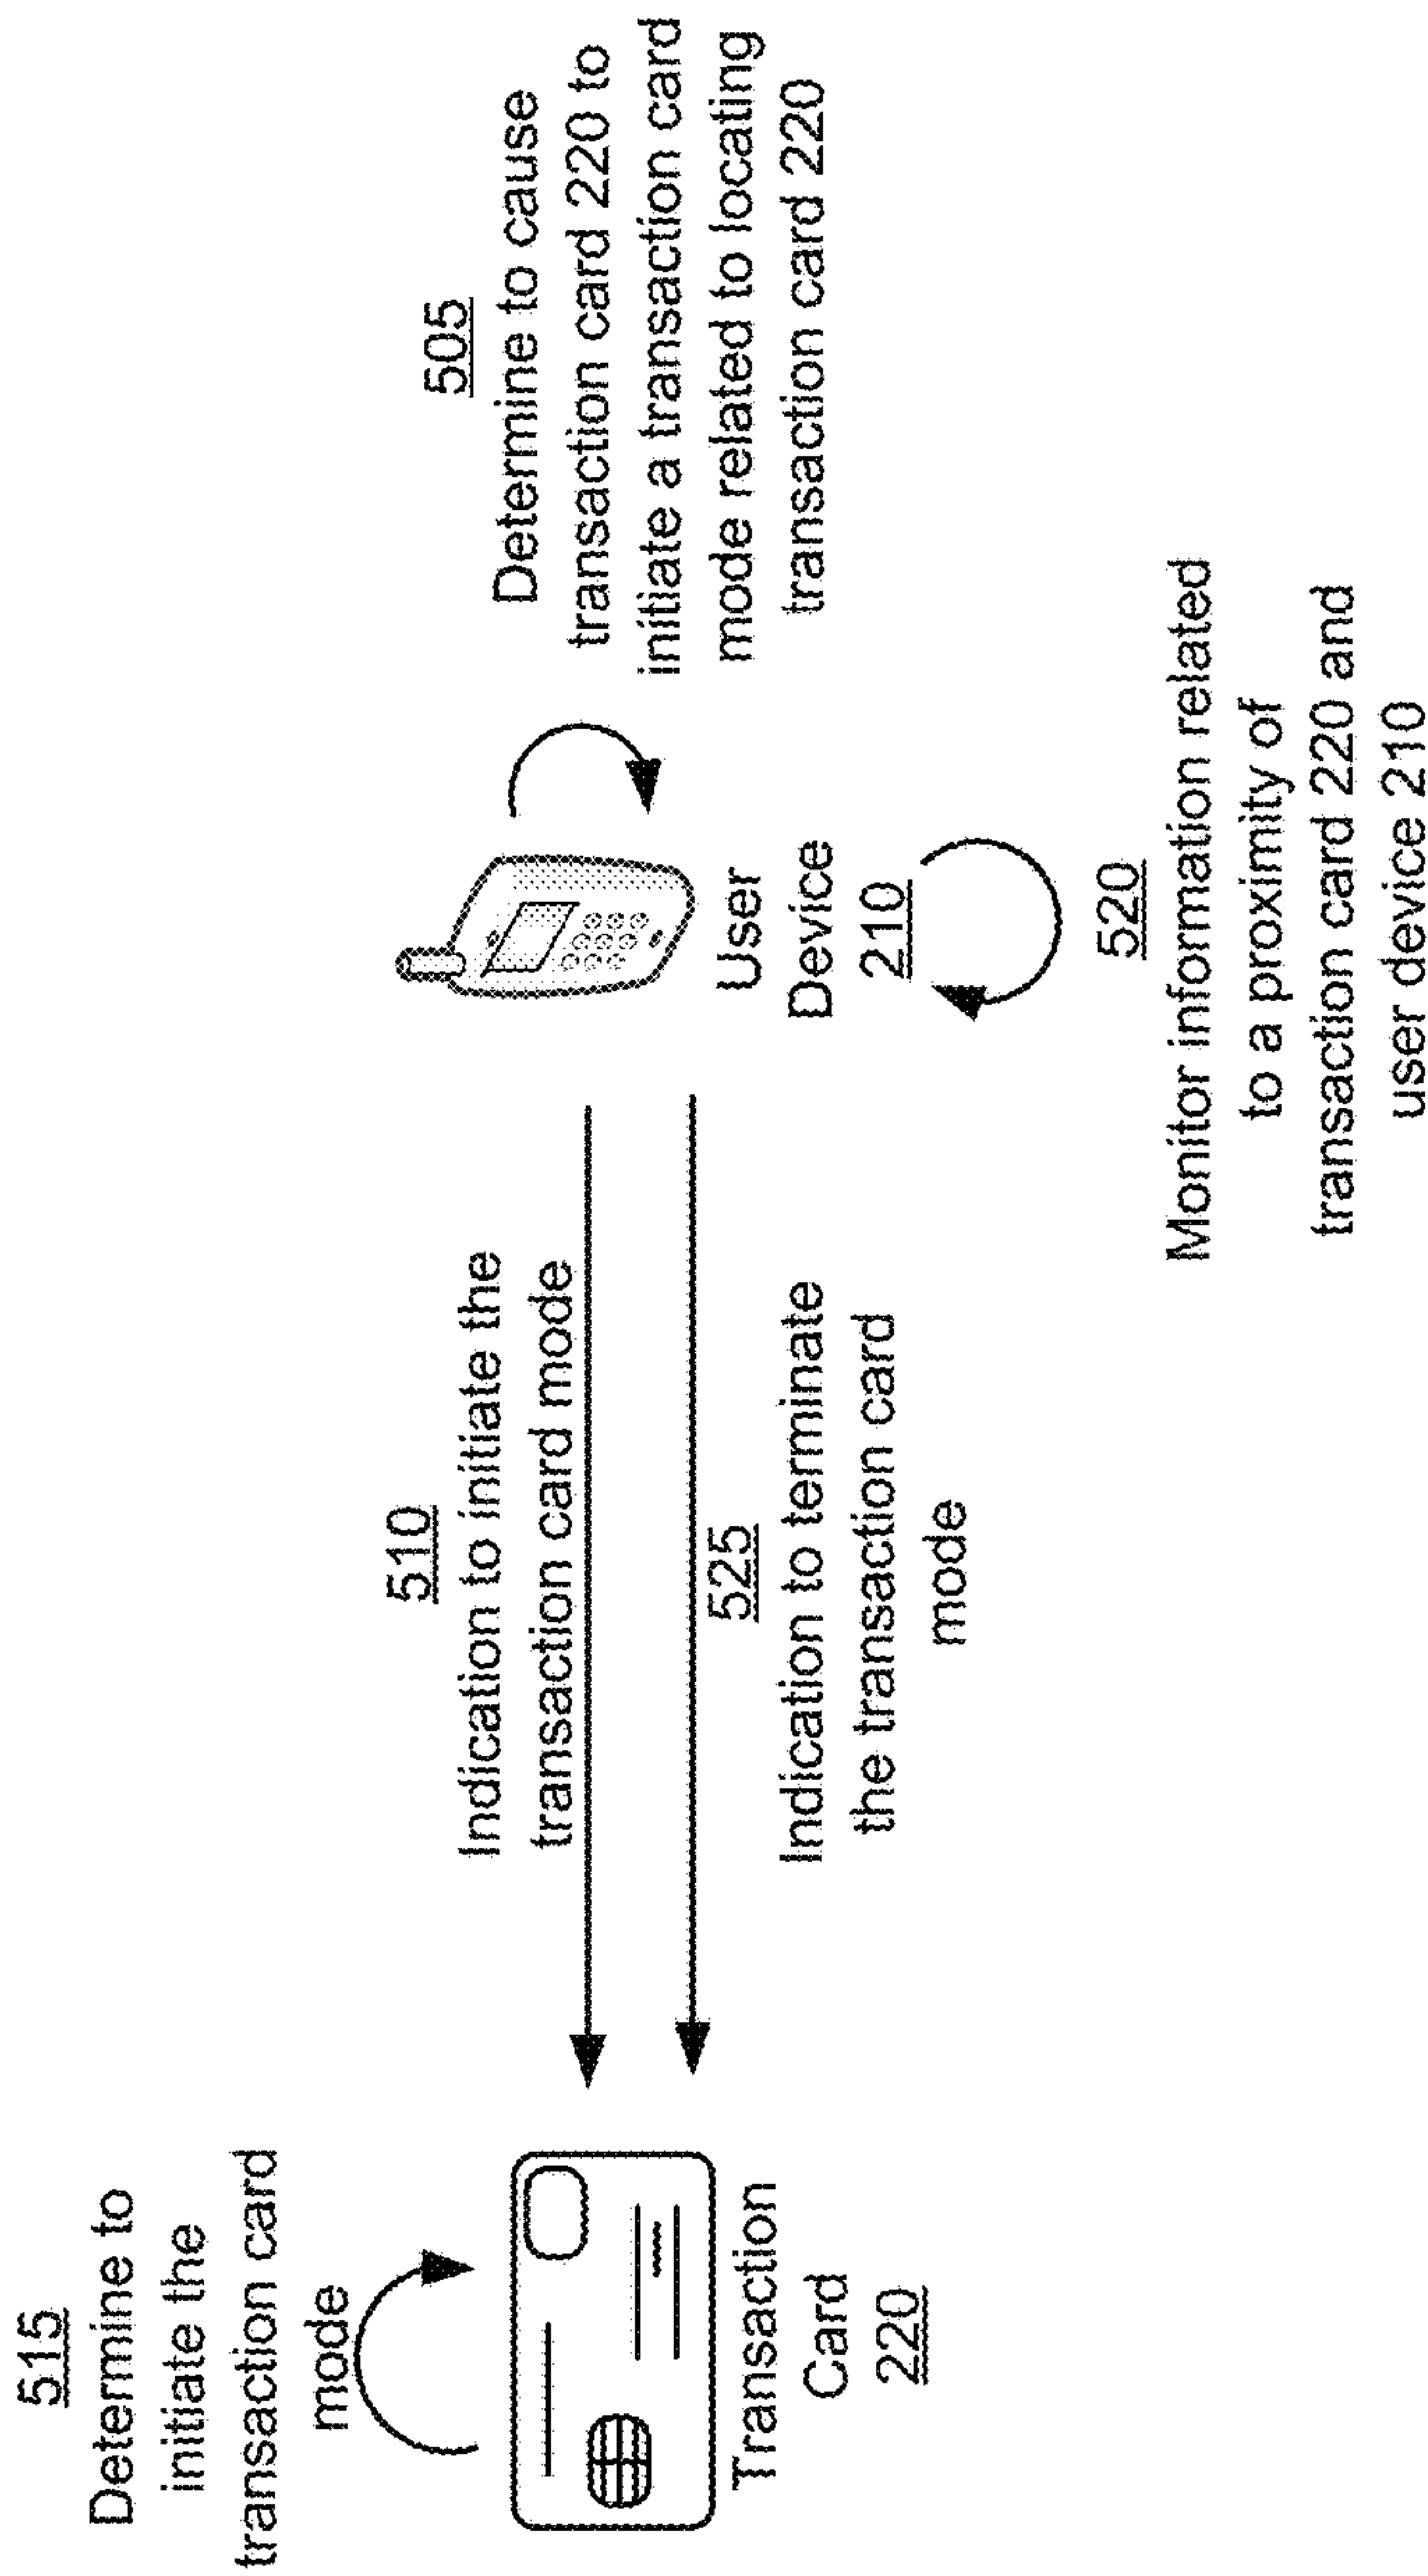 515
Determine to
initiate the
transaction card
mode
Transaction
Card
220
510
Indication to initiate the
transaction card mode
525
Indication to terminate
the transaction card
mode
User
Device
210
505
Determine to cause
transaction card 220 to
initiate a transaction card
mode related to locating
transaction card 220
520
Monitor information related
to a proximity of
transaction card 220 and
user device 210